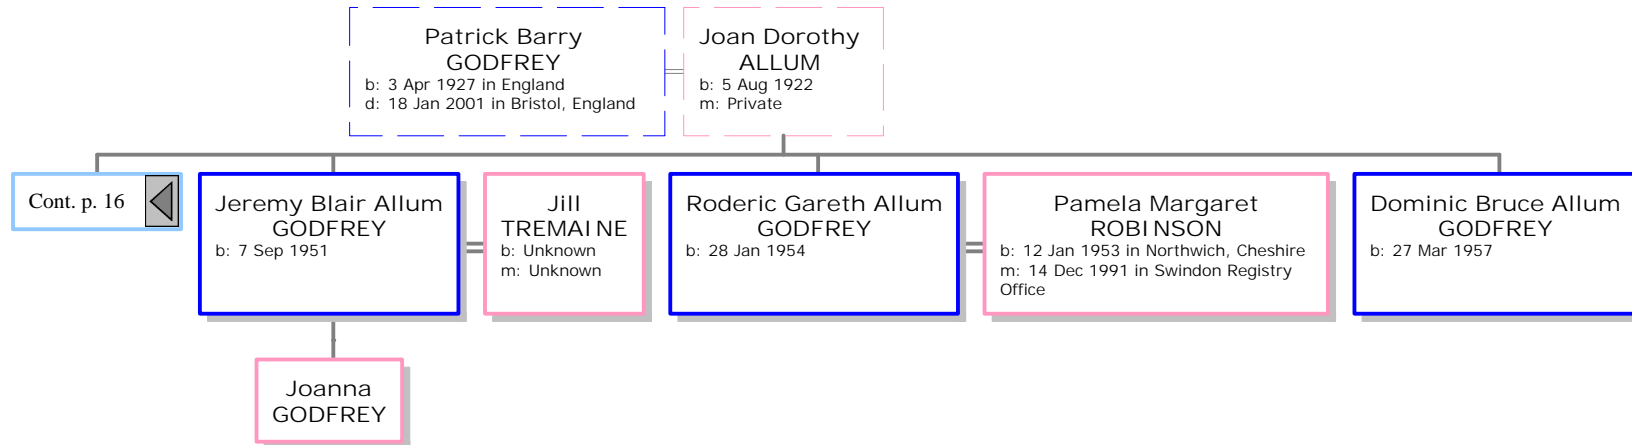 Patrick Barry
GODFREY
b: 3 Apr 1927 in England
d: 18 Jan 2001 in Bristol, England
Joan Dorothy
ALLUM
b: 5 Aug 1922
m: Private
Cont. p. 16
Jeremy Blair Allum
GODFREY
b: 7 Sep 1951
Jill
TREMAINE
b: Unknown
m: Unknown
Roderic Gareth Allum
GODFREY
b: 28 Jan 1954
Pamela Margaret
ROBINSON
b: 12 Jan 1953 in Northwich, Cheshire
m: 14 Dec 1991 in Swindon Registry
Office
Dominic Bruce Allum
GODFREY
b: 27 Mar 1957
Joanna
GODFREY